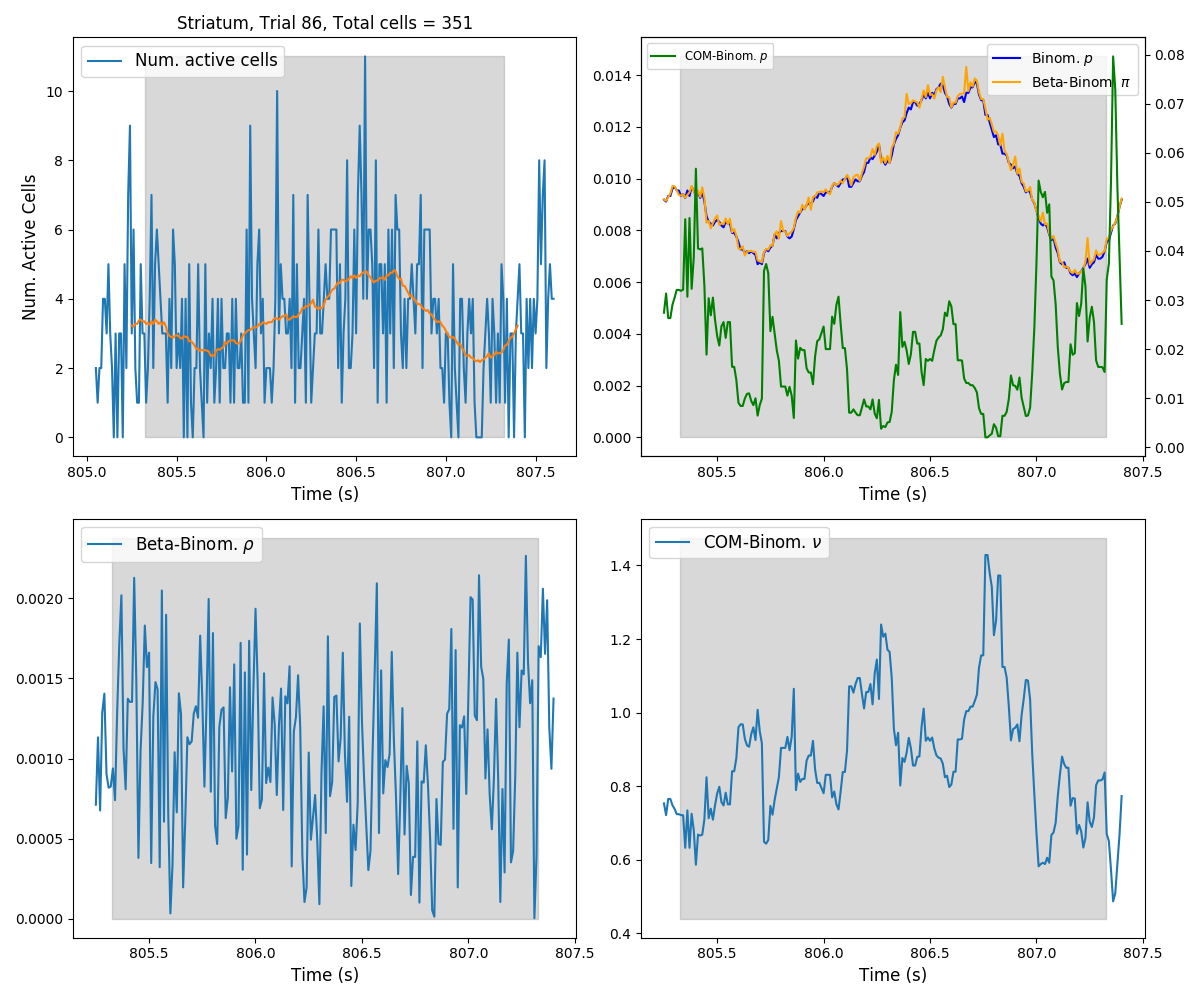 Striatum, Trial 86, Total cells = 351
Num. active cells
Num. Active Cells
10
8
6
4
2
0
805.0 805.5 806.0 806.5 807.0 807.5
Time (s)
COM-Binom. p
Binom. p
Beta-Binom. π
0.014
0.012
0.010
0.008
0.006
0.004
0.002
0.000
0.08
0.07
0.06
0.05
0.04
0.03
0.02
0.01
0.00
805.5 806.0 806.5 807.0 807.5
Time (s)
Beta-Binom. ρ
0.0020
0.0015
0.0010
0.0005
0.0000
805.5 806.0 806.5 807.0 807.5
Time (s)
COM-Binom. ν
1.4
1.2
1.0
0.8
0.6
0.4
805.5 806.0 806.5 807.0 807.5
Time (s)